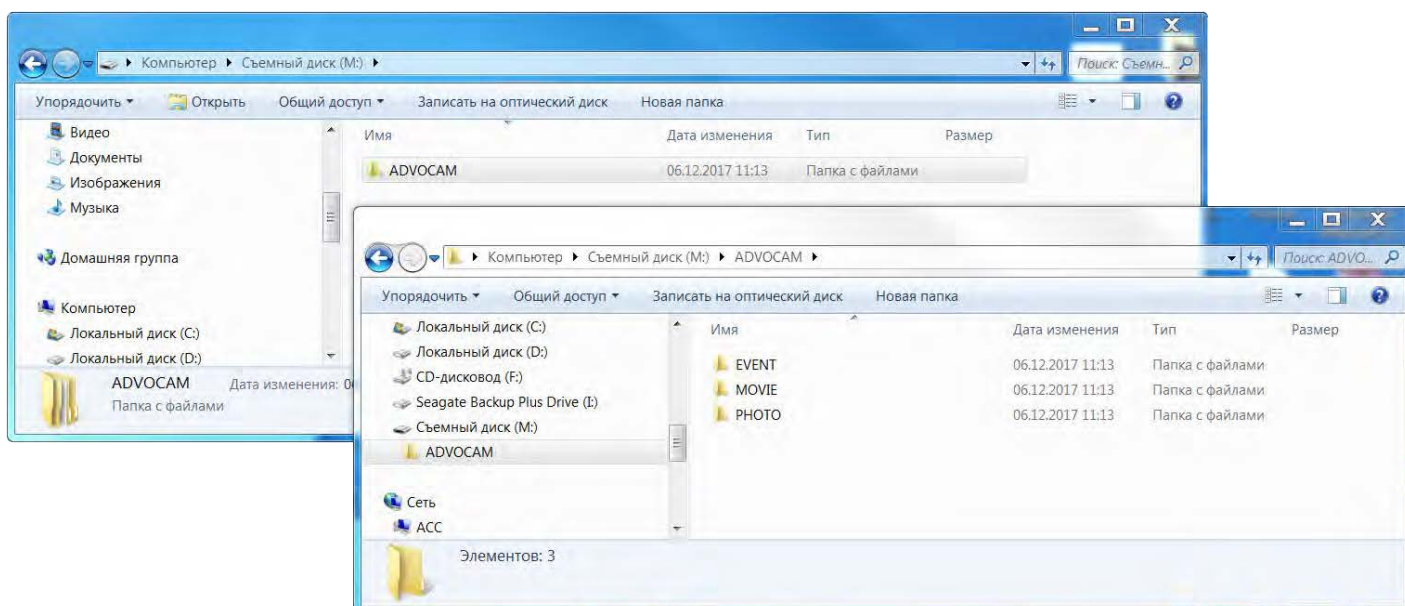 Компьютер Съемный диск (M:)
Поиск: Съемн...
Упорядочить Открыть Общий доступ Записать на оптический диск Новая папка
Видео
Документы
Изображения
Музыка
Домашняя группа
Компьютер
Локальный диск (C:)
Локальный диск (D:)
Имя Дата изменения Тип Размер
ADVOCAM 06.12.2017 11:13 Папка с файлами
ADVOCAM Дата изменения: 0
Папка с файлами
Компьютер Съемный диск (M:) ADVOCAM
Поиск: ADVO...
Упорядочить Общий доступ Записать на оптический диск Новая папка
Локальный диск (C:)
Локальный диск (D:)
CD-дисковод (F:)
Seagate Backup Plus Drive (I:)
Съемный диск (M:)
ADVOCAM
Сеть
ACC
Имя Дата изменения Тип Размер
EVENT 06.12.2017 11:13 Папка с файлами
MOVIE 06.12.2017 11:13 Папка с файлами
PHOTO 06.12.2017 11:13 Папка с файлами
Элементов: 3